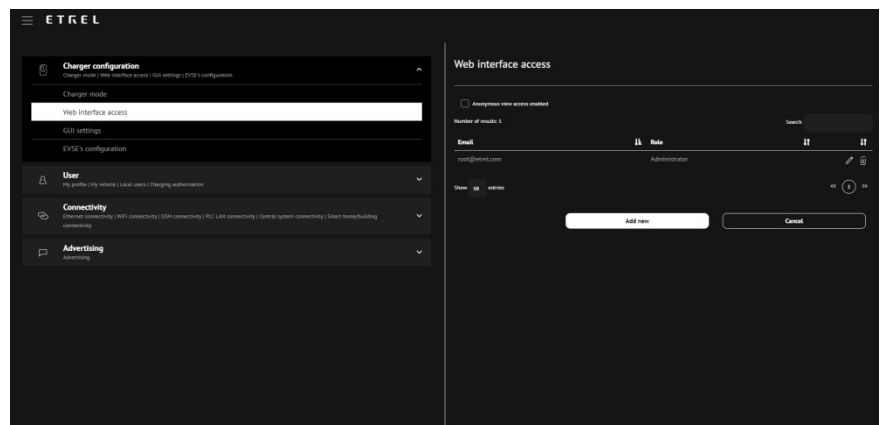 ETREL
Charger configuration
Charger mode | Web interface access | GUI settings | EVSE's configuration
Charger mode
Web Interface access
GUI settings
EVSE's configuration
User
My profile | My vehicle | Local users | Charging authorization
Connectivity
Ethernet connectivity | WIFI connectivity | GSM connectivity | PLC LAN connectivity | Central system connectivity | Smart home/building
connectivity
Advertising
Advertising
Web interface access
Anonymous view access enabled
Number of results: 1 Search
Email Role
root@etrel.com Administrator
Show 10 entries « 1 »
Add new Cancel